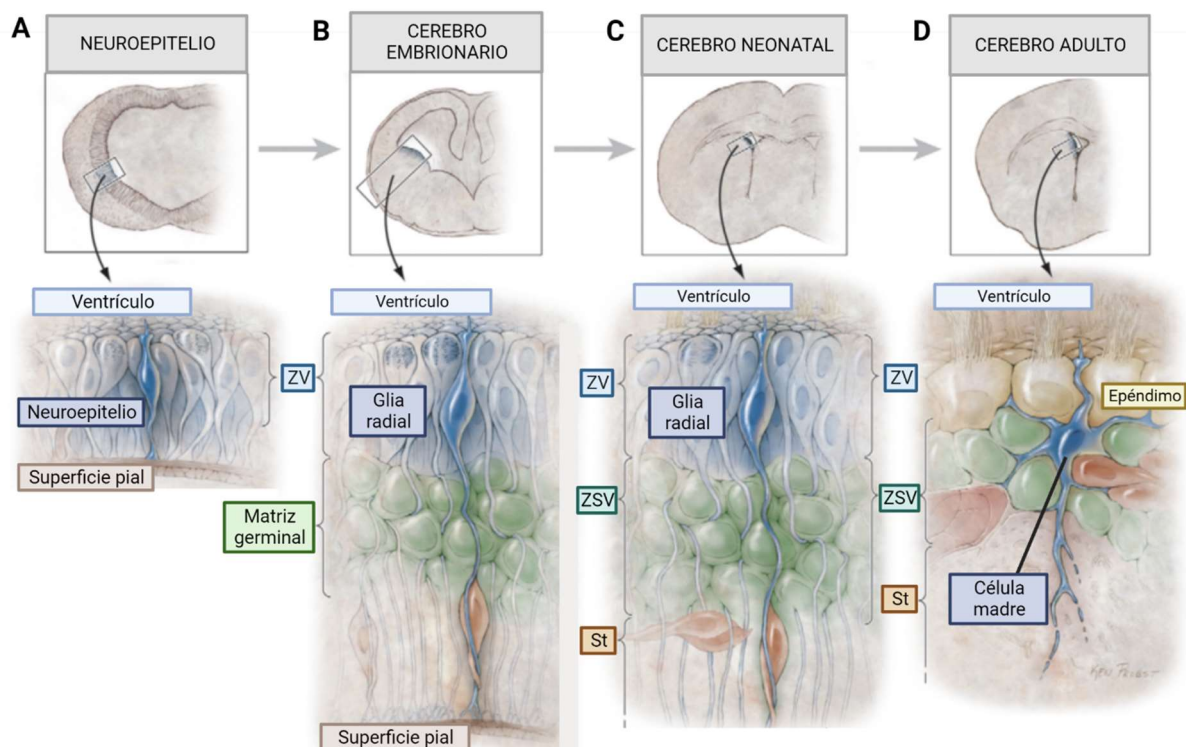 A
NEUROEPITELIO
B
CEREBRO
EMBRIONARIO
C
CEREBRO NEONATAL
D
CEREBRO ADULTO
Ventrículo
Neuroepitelio
Superficie pial
ZV
Ventrículo
Glia
radial
Matriz
germinal
Superficie pial
Ventrículo
ZV
Glia
radial
ZSV
St
Ventrículo
ZV
Epéndimo
ZSV
St
Célula
madre